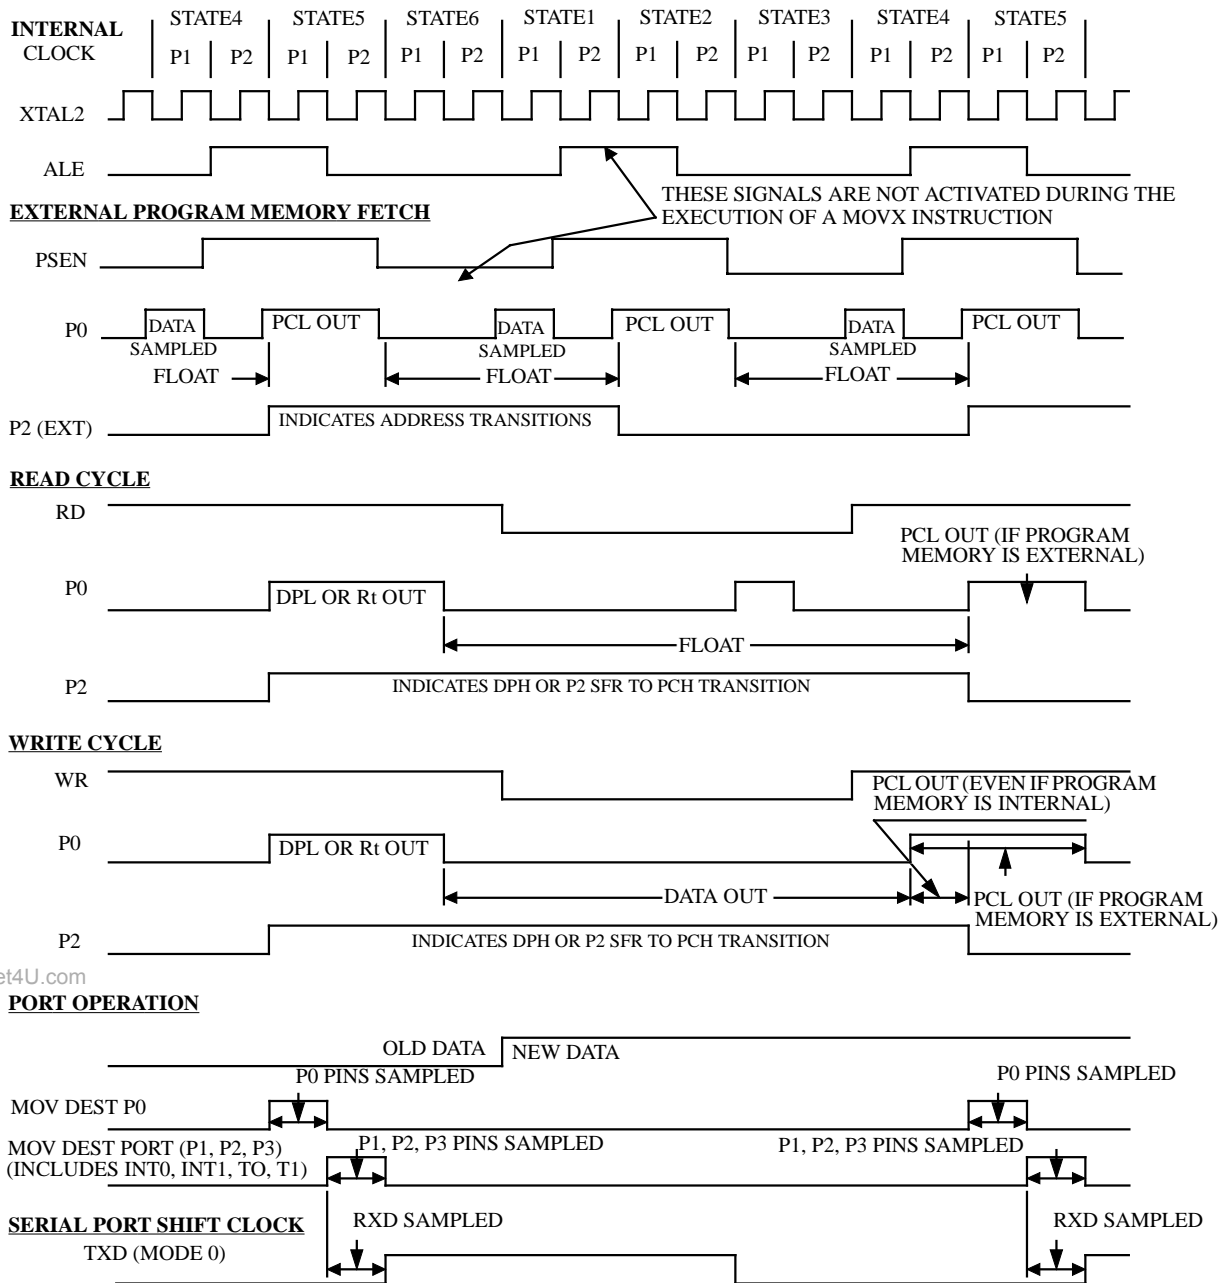 INTERNAL CLOCK
STATE4 STATE5 STATE6 STATE1 STATE2 STATE3 STATE4 STATE5
P1 P2 P1 P2 P1 P2 P1 P2 P1 P2 P1 P2 P1 P2 P1 P2
XTAL2
ALE
THESE SIGNALS ARE NOT ACTIVATED DURING THE
EXECUTION OF A MOVX INSTRUCTION
EXTERNAL PROGRAM MEMORY FETCH
PSEN
P0
DATA SAMPLED
PCL OUT
DATA SAMPLED
PCL OUT
DATA SAMPLED
PCL OUT
FLOAT FLOAT FLOAT
P2 (EXT)
INDICATES ADDRESS TRANSITIONS
READ CYCLE
RD
PCL OUT (IF PROGRAM
MEMORY IS EXTERNAL)
P0
DPL OR Rt OUT
FLOAT
P2
INDICATES DPH OR P2 SFR TO PCH TRANSITION
WRITE CYCLE
WR
PCL OUT (EVEN IF PROGRAM
MEMORY IS INTERNAL)
P0
DPL OR Rt OUT
DATA OUT
PCL OUT (IF PROGRAM
MEMORY IS EXTERNAL)
P2
INDICATES DPH OR P2 SFR TO PCH TRANSITION
et4U.com
PORT OPERATION
OLD DATA NEW DATA
P0 PINS SAMPLED P0 PINS SAMPLED
MOV DEST P0
MOV DEST PORT (P1, P2, P3)
(INCLUDES INT0, INT1, TO, T1)
P1, P2, P3 PINS SAMPLED P1, P2, P3 PINS SAMPLED
SERIAL PORT SHIFT CLOCK
RXD SAMPLED RXD SAMPLED
TXD (MODE 0)